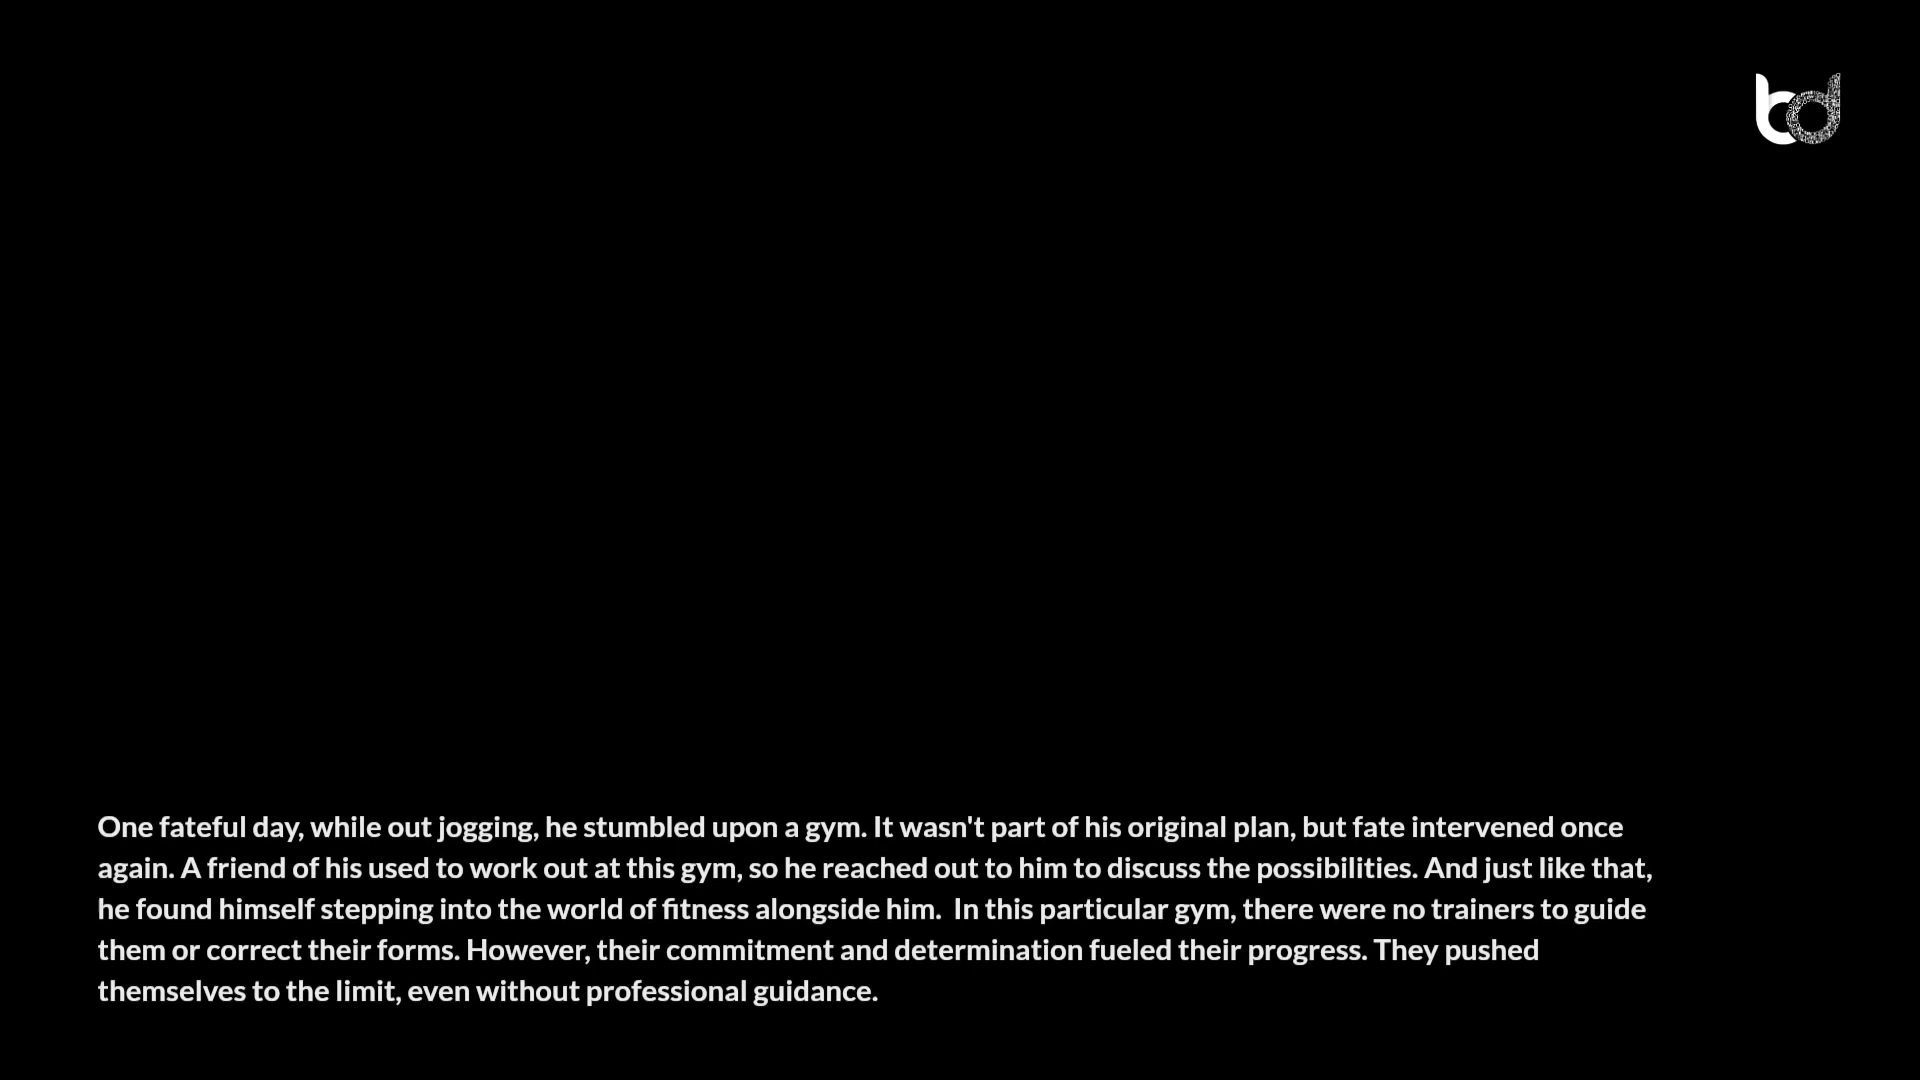 bd
One fateful day, while out jogging, he stumbled upon a gym. It wasn't part of his original plan, but fate intervened once
again. A friend of his used to work out at this gym, so he reached out to him to discuss the possibilities. And just like that,
he found himself stepping into the world of fitness alongside him.  In this particular gym, there were no trainers to guide
them or correct their forms. However, their commitment and determination fueled their progress. They pushed
themselves to the limit, even without professional guidance.